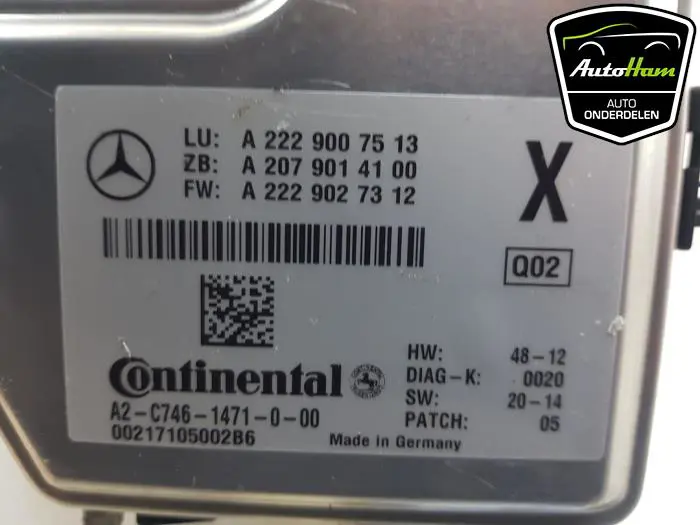 AutoHam
AUTO
ONDERDELEN
LU: A 222 900 75 13
ZB: A 207 901 41 00
FW: A 222 902 73 12
X
Q02
Continental
A2-C746-1471-0-00
00217105002B6
HW: 48-12
DIAG-K: 0020
SW: 20-14
PATCH: 05
Made in Germany